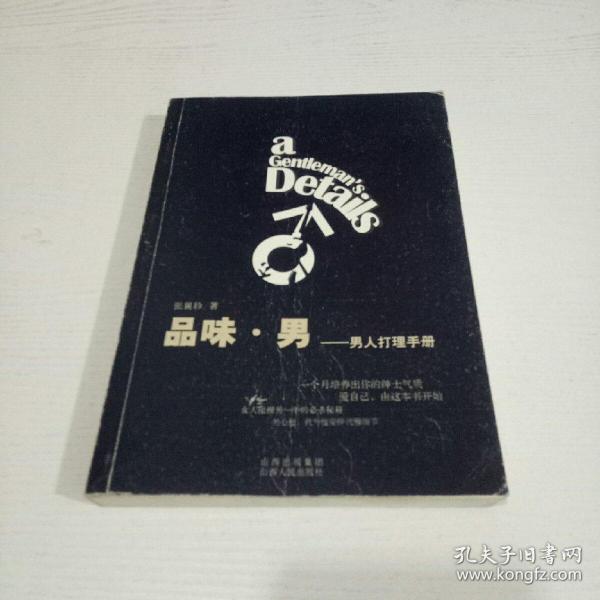 a
Gentleman's
Details
著
品味·男
——男人打理手册
一个月培养出你的绅士气质
爱自己，由这本书开始
山西出版集团
山西人民出版社
孔夫子旧书网
www.kongfz.com